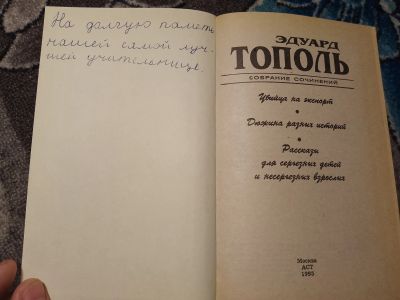 На долгую память
нашей самой луч-
шей учительнице.
ЭДУАРД
ТОПОЛЬ
СОБРАНИЕ СОЧИНЕНИЙ
Убийца на экспорт
Дюжина разных историй
Рассказы
для серьезных детей
и несерьезных взрослых
Москва
АСТ
1995